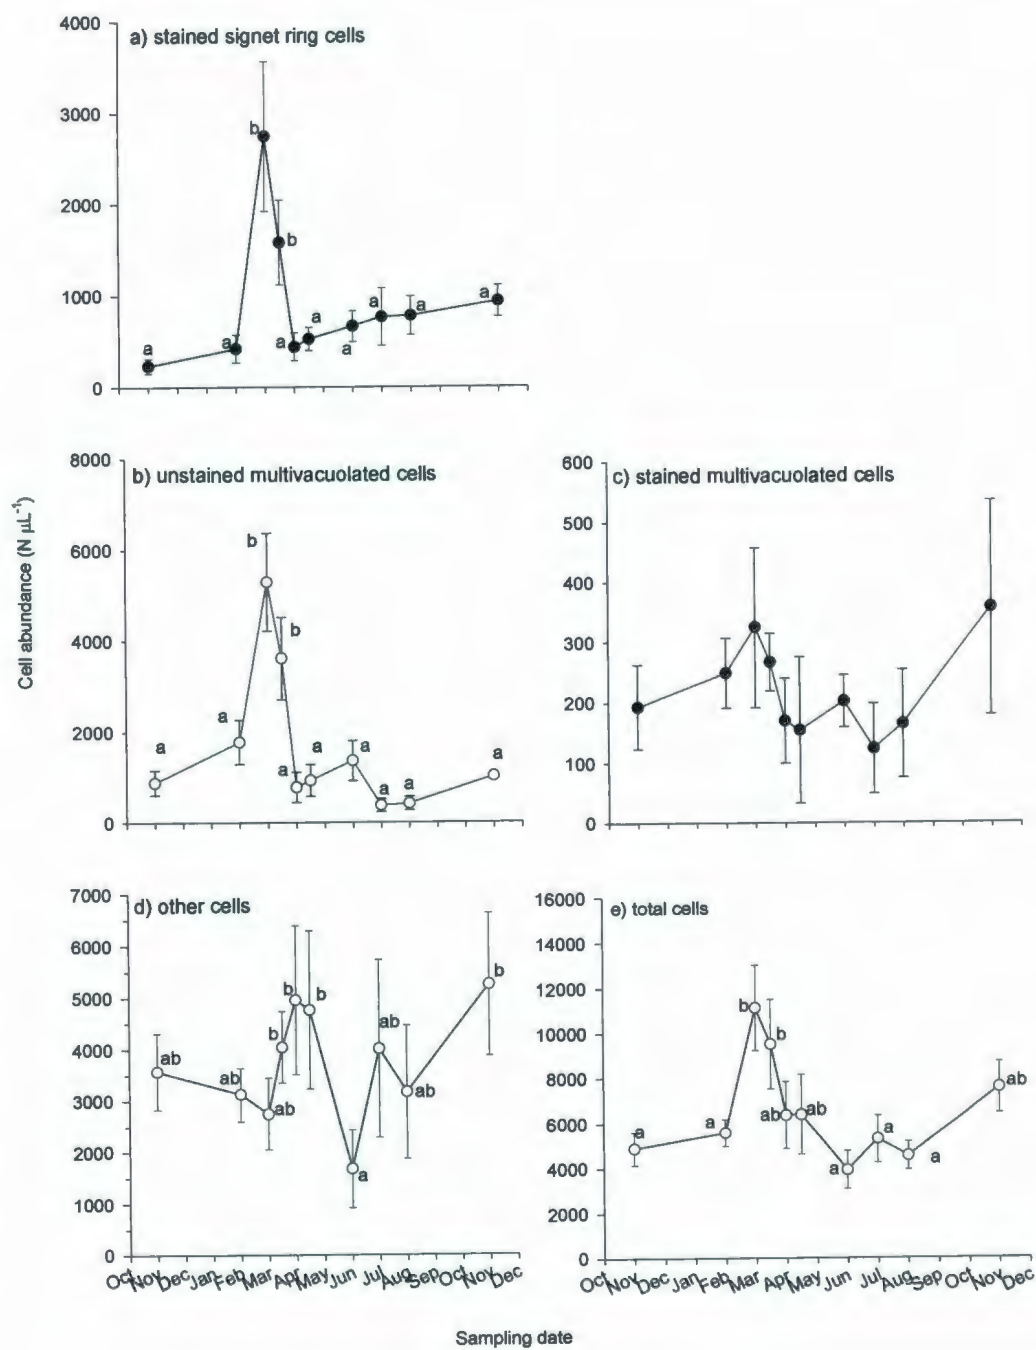 a) stained signet ring cells
4000
3000
2000
1000
0
b
b
a
a
a
a
a
a
a
a
b) unstained multivacuolated cells
8000
6000
4000
2000
0
b
b
a
a
a
a
a
a
a
a
c) stained multivacuolated cells
600
500
400
300
200
100
0
Cell abundance (N µL⁻¹)
d) other cells
7000
6000
5000
4000
3000
2000
1000
0
ab
ab
ab
b
b
b
a
ab
ab
b
Oct Nov Dec Jan Feb Mar Apr May Jun Jul Aug Sep Oct Nov Dec
e) total cells
16000
14000
12000
10000
8000
6000
4000
2000
0
a
a
b
b
ab
ab
a
a
a
ab
Oct Nov Dec Jan Feb Mar Apr May Jun Jul Aug Sep Oct Nov Dec
Sampling date